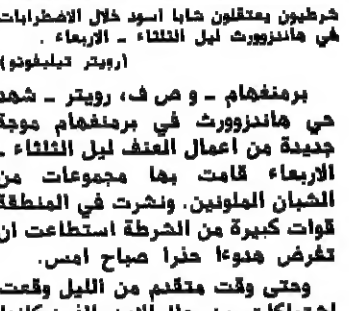 شرطيون يعتقلون شابا اسود خلال الاضطرابات
في هاندزوورث ليل الثلثاء ـ الاربعاء .
(رويتر تيليفوتو)
برمنغهام ـ و ص ف، رويتر ـ شهد
حي هاندزوورث في برمنغهام موجة
جديدة من اعمال العنف ليل الثلثاء ـ
الاربعاء قامت بها مجموعات من
الشبان الملونين. ونشرت في المنطقة
قوات كبيرة من الشرطة استطاعت ان
تفرض هدوءا حذرا صباح امس.
وحتى وقت متقدم من الليل وقعت